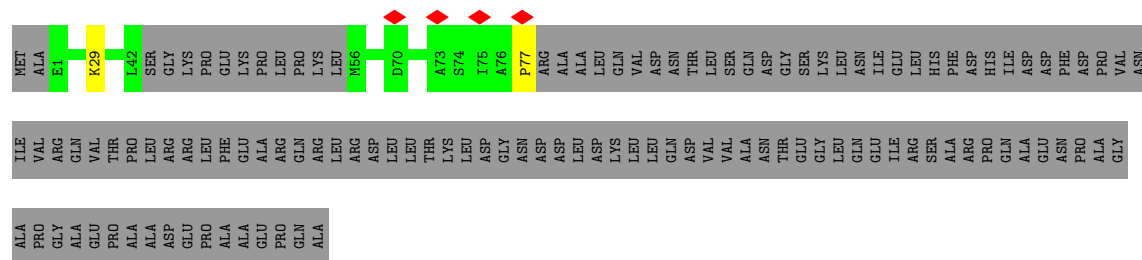 MET ALA E1 K29 L42 SER GLY LYS PRO GLU LYS PRO LEU PRO LYS LEU M56 D70 A73 S74 I75 A76 P77 ARG ALA ALA LEU GLN VAL ASP ASN THR LEU SER GLN ASP GLY SER LYS LEU ASN ILE GLU LEU HIS PHE ASP HIS ILE ASP ASP PHE ASP PRO VAL ASN
ILE VAL ARG GLN VAL THR PRO LEU ARG ARG LEU PHE GLU ALA ARG GLN ARG LEU ARG ASP LEU LEU THR LYS LEU ASP GLY ASN ASP ASP LEU ASP LYS LEU LEU GLN ASP VAL VAL ALA ASN THR GLU GLY LEU GLN GLU ILE ARG SER ALA ARG PRO GLN ALA GLU ASN PRO ALA GLY
ALA PRO GLY ALA GLU PRO ALA ALA ASP GLU PRO ALA ALA GLU PRO GLN ALA